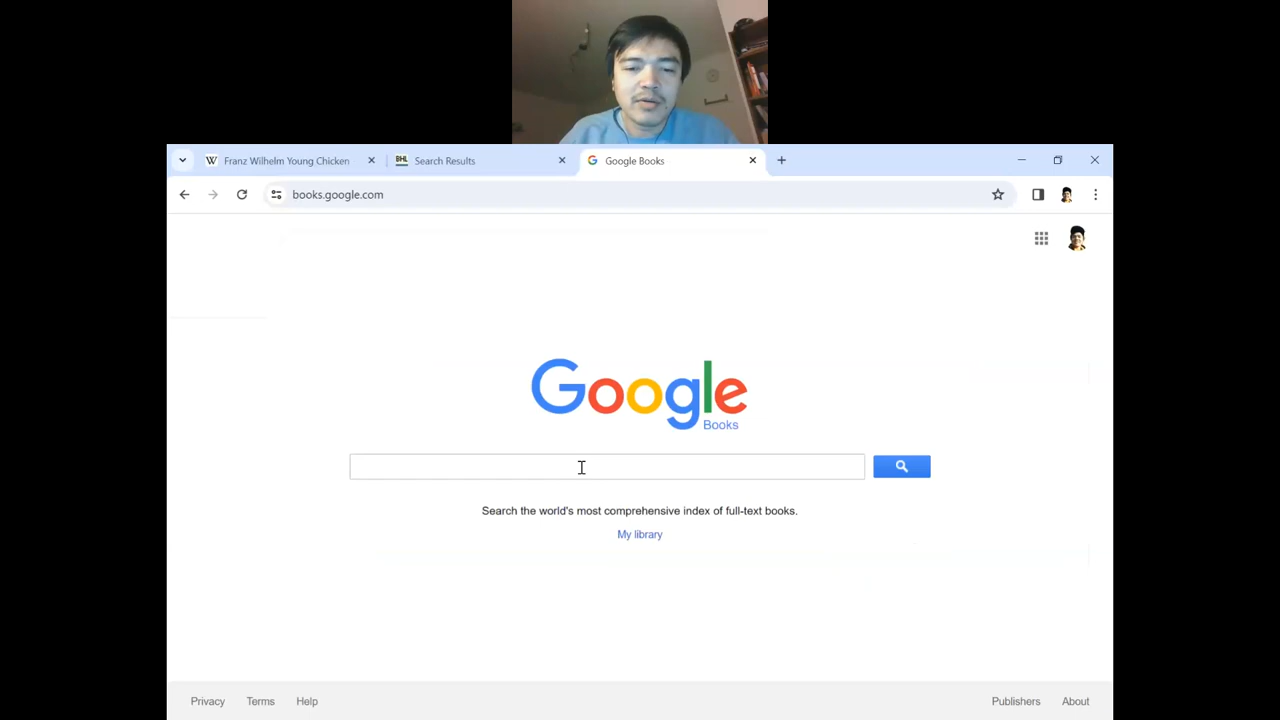 Franz Wilhelm Young Chicken
BHL
Search Results
Google Books
books.google.com
Google
Books
Search the world's most comprehensive index of full-text books.
My library
Privacy Terms Help Publishers About